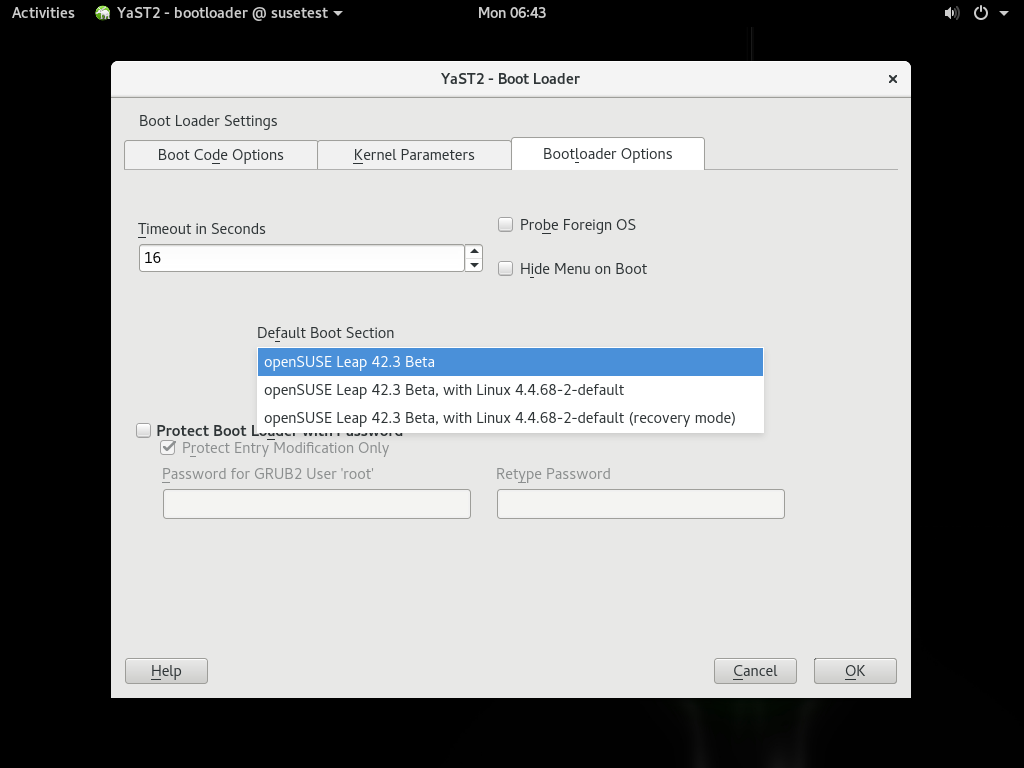 Activities YaST2 - bootloader @ susetest Mon 06:43
YaST2 - Boot Loader
Boot Loader Settings
Boot Code Options Kernel Parameters Bootloader Options
Timeout in Seconds
Probe Foreign OS
16
Hide Menu on Boot
Default Boot Section
openSUSE Leap 42.3 Beta
openSUSE Leap 42.3 Beta, with Linux 4.4.68-2-default
openSUSE Leap 42.3 Beta, with Linux 4.4.68-2-default (recovery mode)
Protect Boot Loader with Password
Protect Entry Modification Only
Password for GRUB2 User 'root' Retype Password
Help Cancel OK